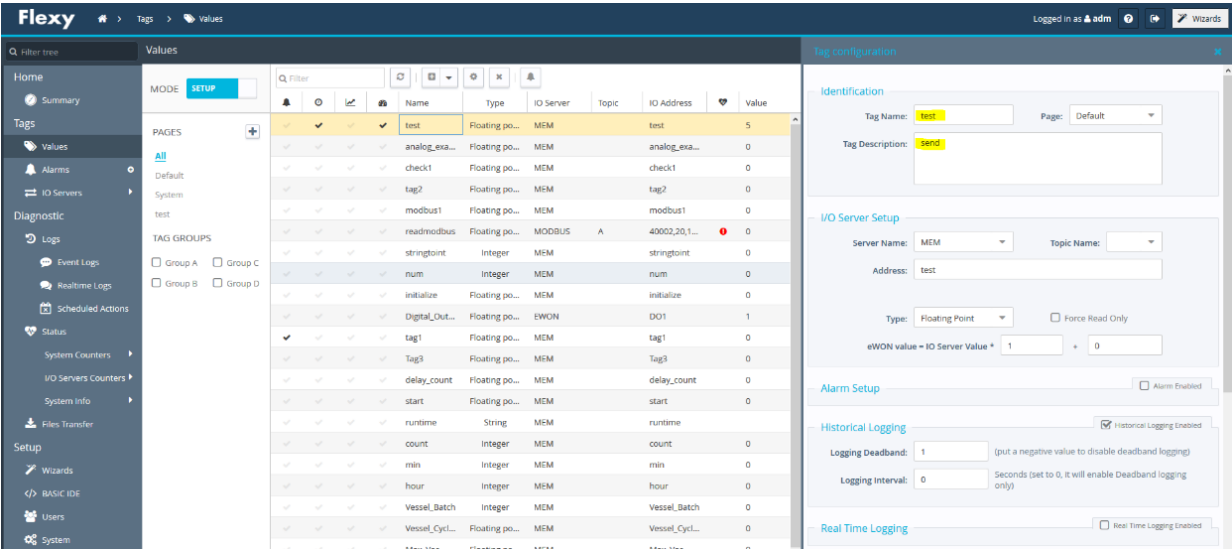 Flexy
Tags
Values
Logged in as adm
Wizards
Filter tree
Home
Summary
Tags
Values
Alarms
IO Servers
Diagnostic
Logs
Event Logs
Realtime Logs
Scheduled Actions
Status
System Counters
I/O Servers Counters
System Info
Files Transfer
Setup
Wizards
BASIC IDE
Users
System
Values
MODE SETUP
PAGES
All
Default
System
test
TAG GROUPS
Group A Group C
Group B Group D
Filter
Name Type IO Server Topic IO Address Value
test Floating po... MEM test 5
analog_exa... Floating po... MEM analog_exa... 0
check1 Floating po... MEM check1 0
tag2 Floating po... MEM tag2 0
modbus1 Floating po... MEM modbus1 0
readmodbus Floating po... MODBUS A 40002,20,1... 0
stringtoint Integer MEM stringtoint 0
num Integer MEM num 0
initialize Floating po... MEM initialize 0
Digital_Out... Floating po... EWON DO1 1
tag1 Floating po... MEM tag1 0
Tag3 Floating po... MEM Tag3 0
delay_count Floating po... MEM delay_count 0
start Floating po... MEM start 0
runtime String MEM runtime
count Integer MEM count 0
min Integer MEM min 0
hour Integer MEM hour 0
Vessel_Batch Integer MEM Vessel_Batch 0
Vessel_Cycl... Floating po... MEM Vessel_Cycl... 0
Tag configuration
Identification
Tag Name: test Page: Default
Tag Description: send
I/O Server Setup
Server Name: MEM Topic Name:
Address: test
Type: Floating Point Force Read Only
eWON value = IO Server Value * 1 + 0
Alarm Setup Alarm Enabled
Historical Logging Historical Logging Enabled
Logging Deadband: 1 (put a negative value to disable deadband logging)
Logging Interval: 0 Seconds (set to 0, it will enable Deadband logging
only)
Real Time Logging Real Time Logging Enabled